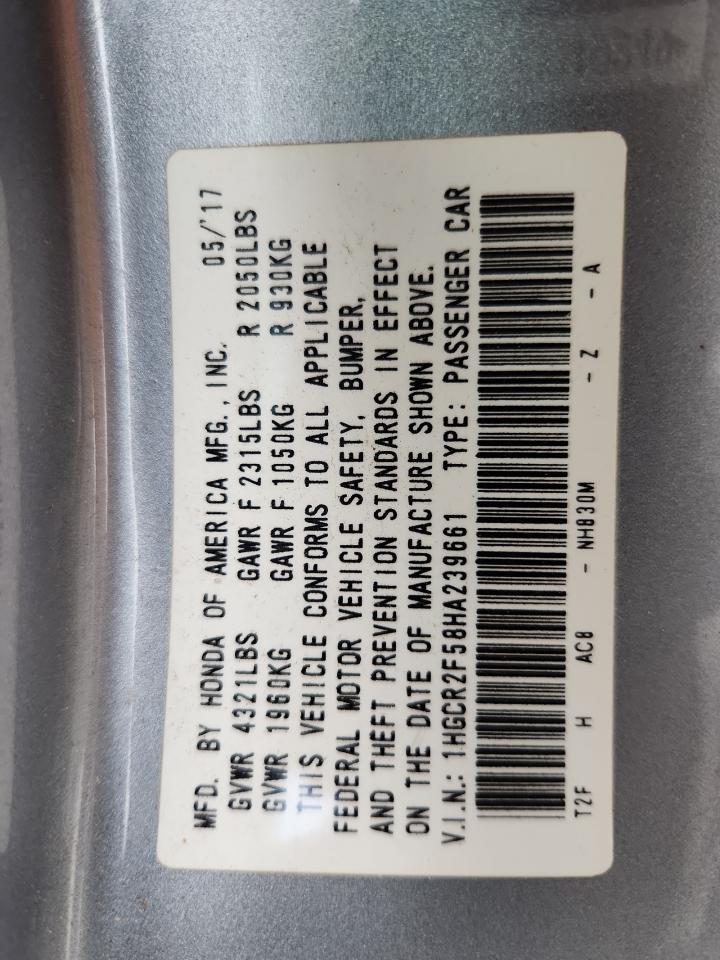 MFD. BY HONDA OF AMERICA MFG., INC. 05/'17
GVWR 4321LBS GAWR F 2315LBS R 2050LBS
GVWR 1960KG GAWR F 1050KG R 930KG
THIS VEHICLE CONFORMS TO ALL APPLICABLE
FEDERAL MOTOR VEHICLE SAFETY, BUMPER,
AND THEFT PREVENTION STANDARDS IN EFFECT
ON THE DATE OF MANUFACTURE SHOWN ABOVE.
V.I.N.: 1HGCR2F58HA239661 TYPE: PASSENGER CAR
T2F H AC8 - NH830M - Z - A